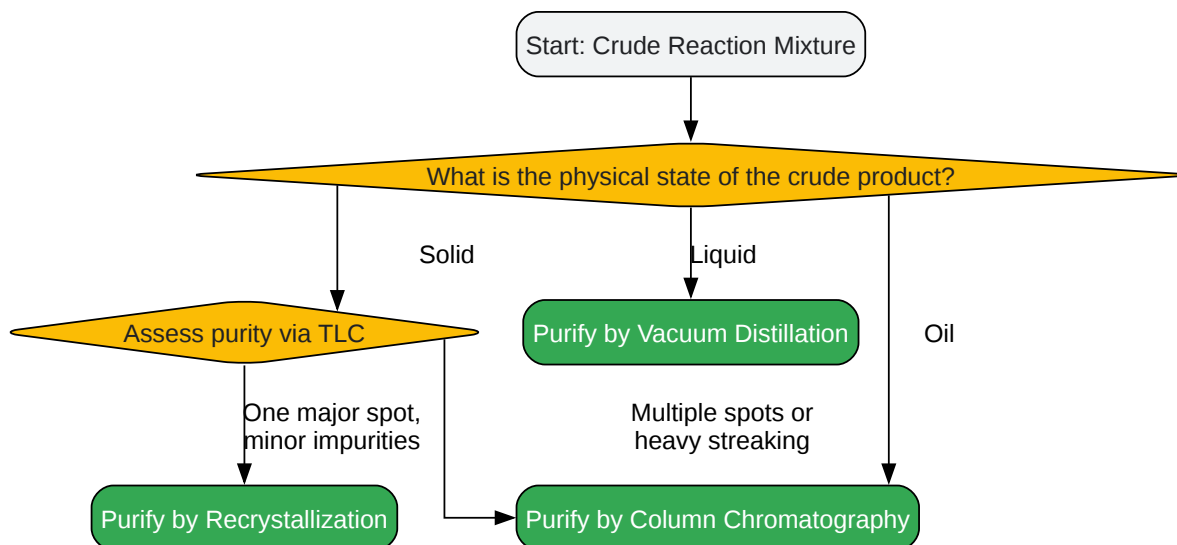 Start: Crude Reaction Mixture
What is the physical state of the crude product?
Solid
Liquid
Assess purity via TLC
Purify by Vacuum Distillation
Oil
One major spot,
minor impurities
Multiple spots or
heavy streaking
Purify by Recrystallization
Purify by Column Chromatography